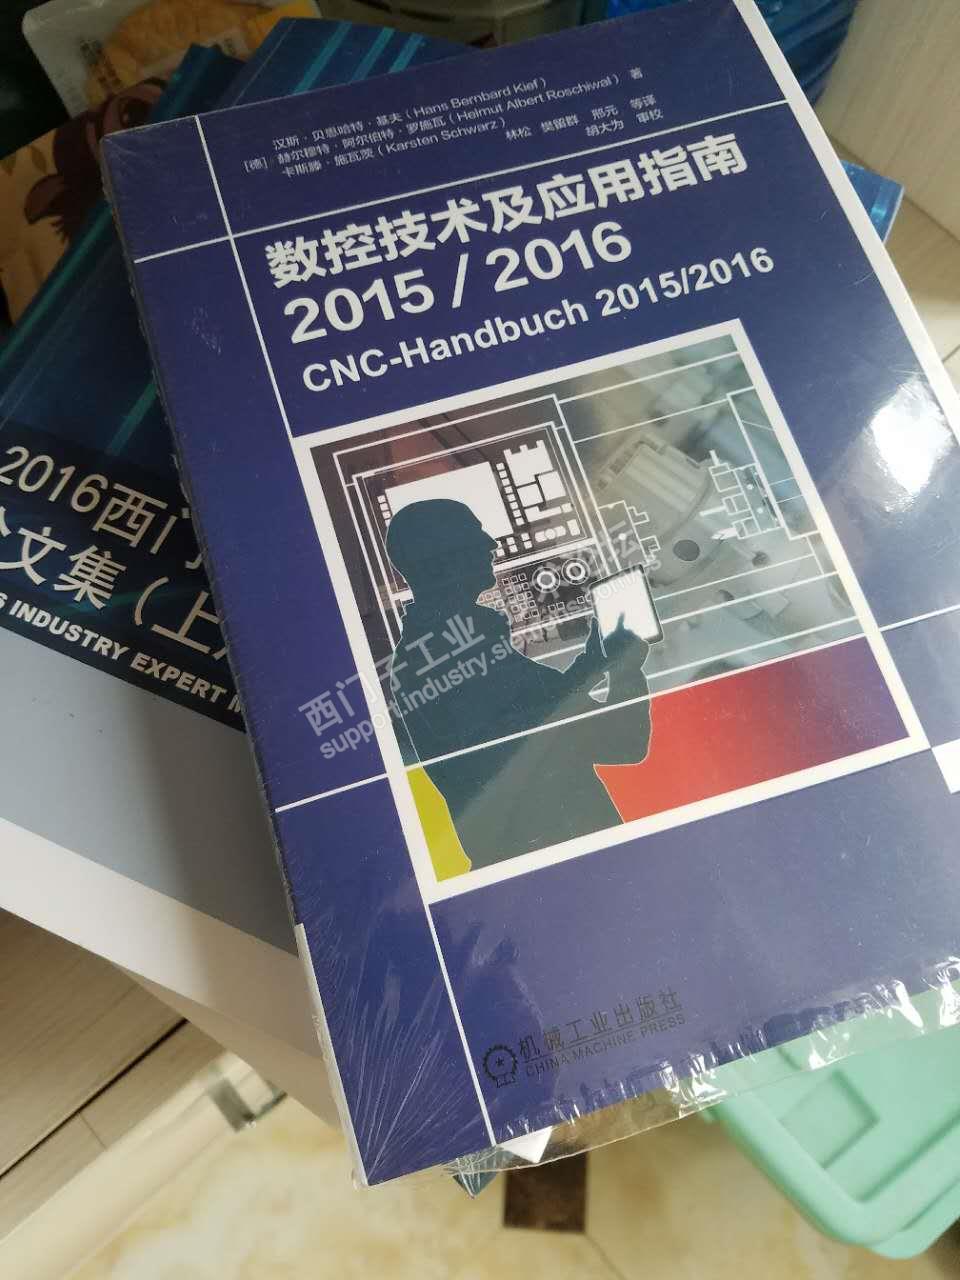 汉斯·贝恩哈特·基夫（Hans Bernhard Kief）
[德] 赫尔穆特·阿尔伯特·罗施瓦（Helmut Albert Roschiwal） 著
卡斯滕·施瓦茨（Karsten Schwarz）
林松 樊留群 邢元 等译
胡大为 审校
数控技术及应用指南
2015/2016
CNC-Handbuch 2015/2016
机械工业出版社
CHINA MACHINE PRESS
2016西门
文集（上
INDUSTRY EXPERT
西门子工业
support.industry.siemens.com/cs